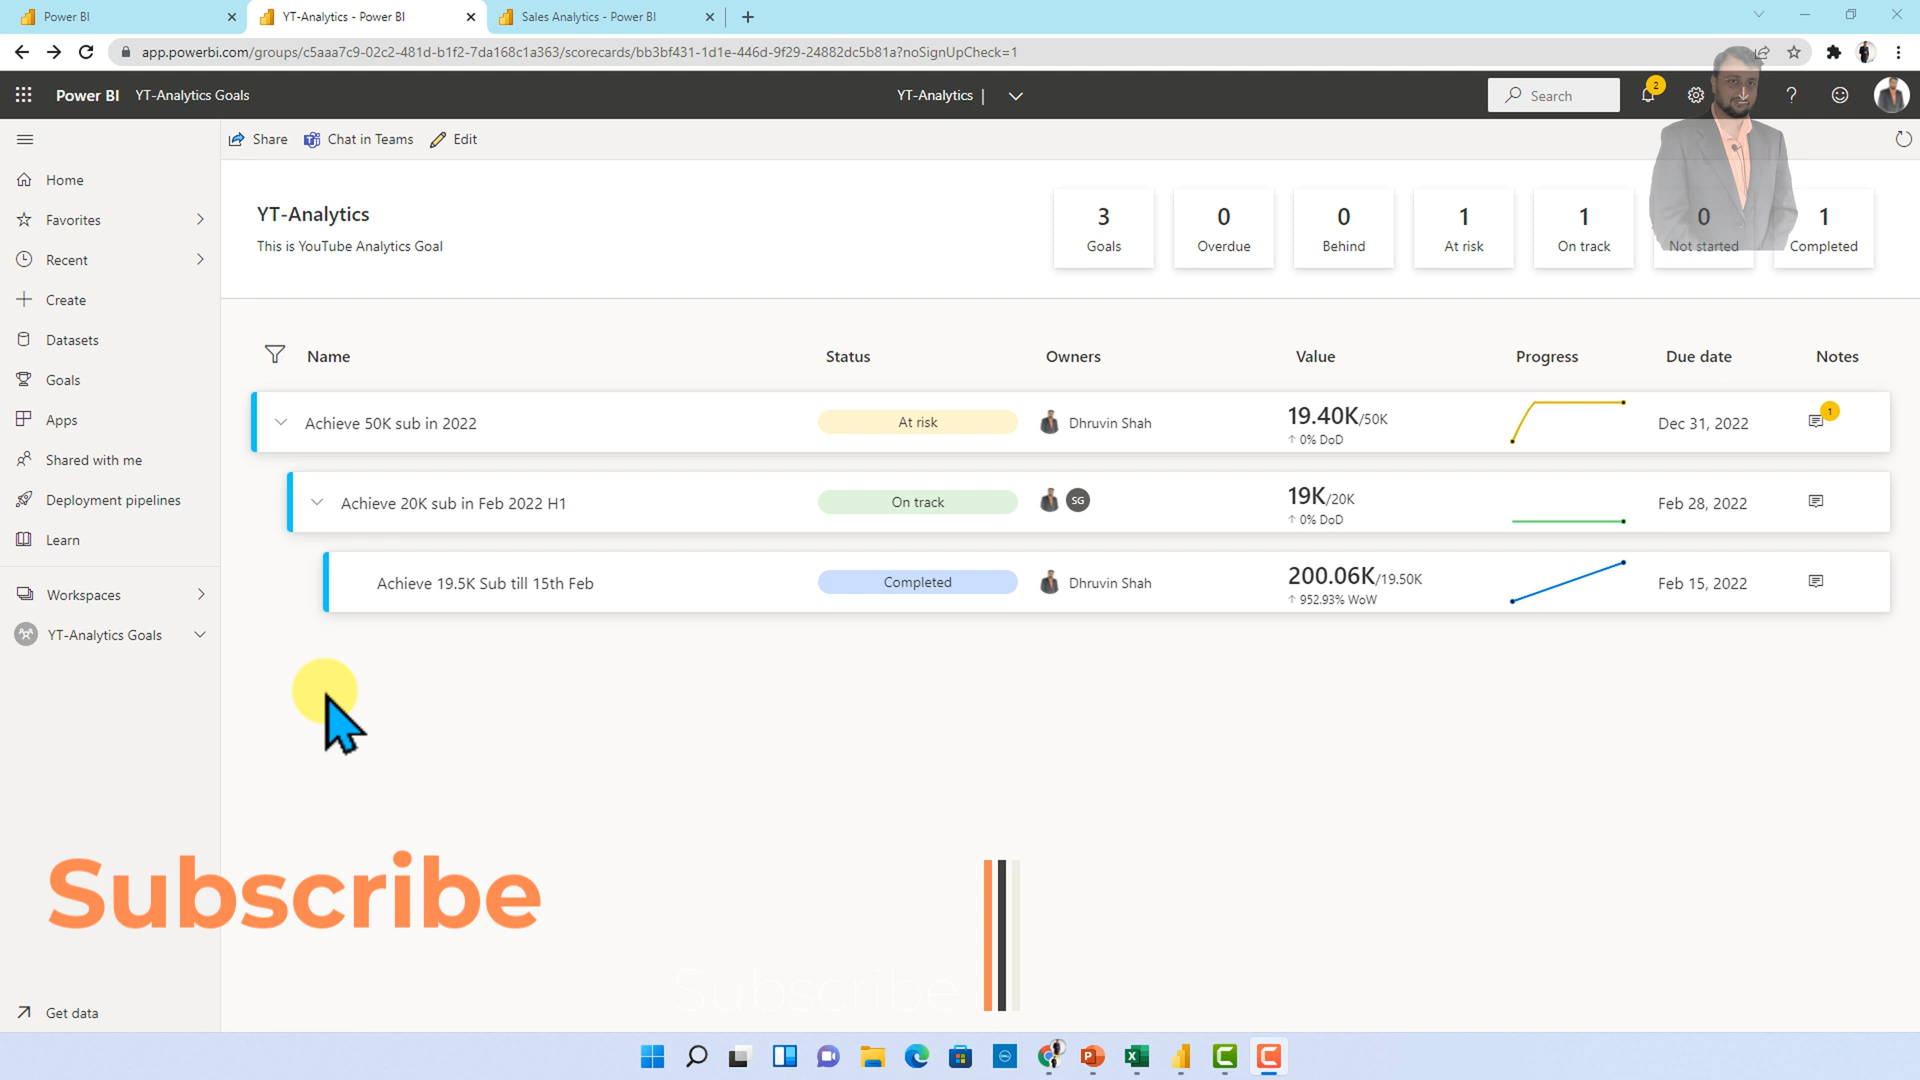 Power BI
YT-Analytics - Power BI
Sales Analytics - Power BI
app.powerbi.com/groups/c5aaa7c9-02c2-481d-b1f2-7da168c1a363/scorecards/bb3bf431-1d1e-446d-9f29-24882dc5b81a?noSignUpCheck=1
Power BI YT-Analytics Goals
YT-Analytics |
Search
2
Share
Chat in Teams
Edit
Home
Favorites
Recent
Create
Datasets
Goals
Apps
Shared with me
Deployment pipelines
Learn
Workspaces
YT-Analytics Goals
Get data
YT-Analytics
This is YouTube Analytics Goal
3 Goals
0 Overdue
0 Behind
1 At risk
1 On track
0 Not started
1 Completed
Name Status Owners Value Progress Due date Notes
Achieve 50K sub in 2022 At risk Dhruvin Shah 19.40K/50K Dec 31, 2022 1
↑ 0% DoD
Achieve 20K sub in Feb 2022 H1 On track SG 19K/20K Feb 28, 2022
↑ 0% DoD
Achieve 19.5K Sub till 15th Feb Completed Dhruvin Shah 200.06K/19.50K Feb 15, 2022
↑ 952.93% WoW
Subscribe
Subscribe